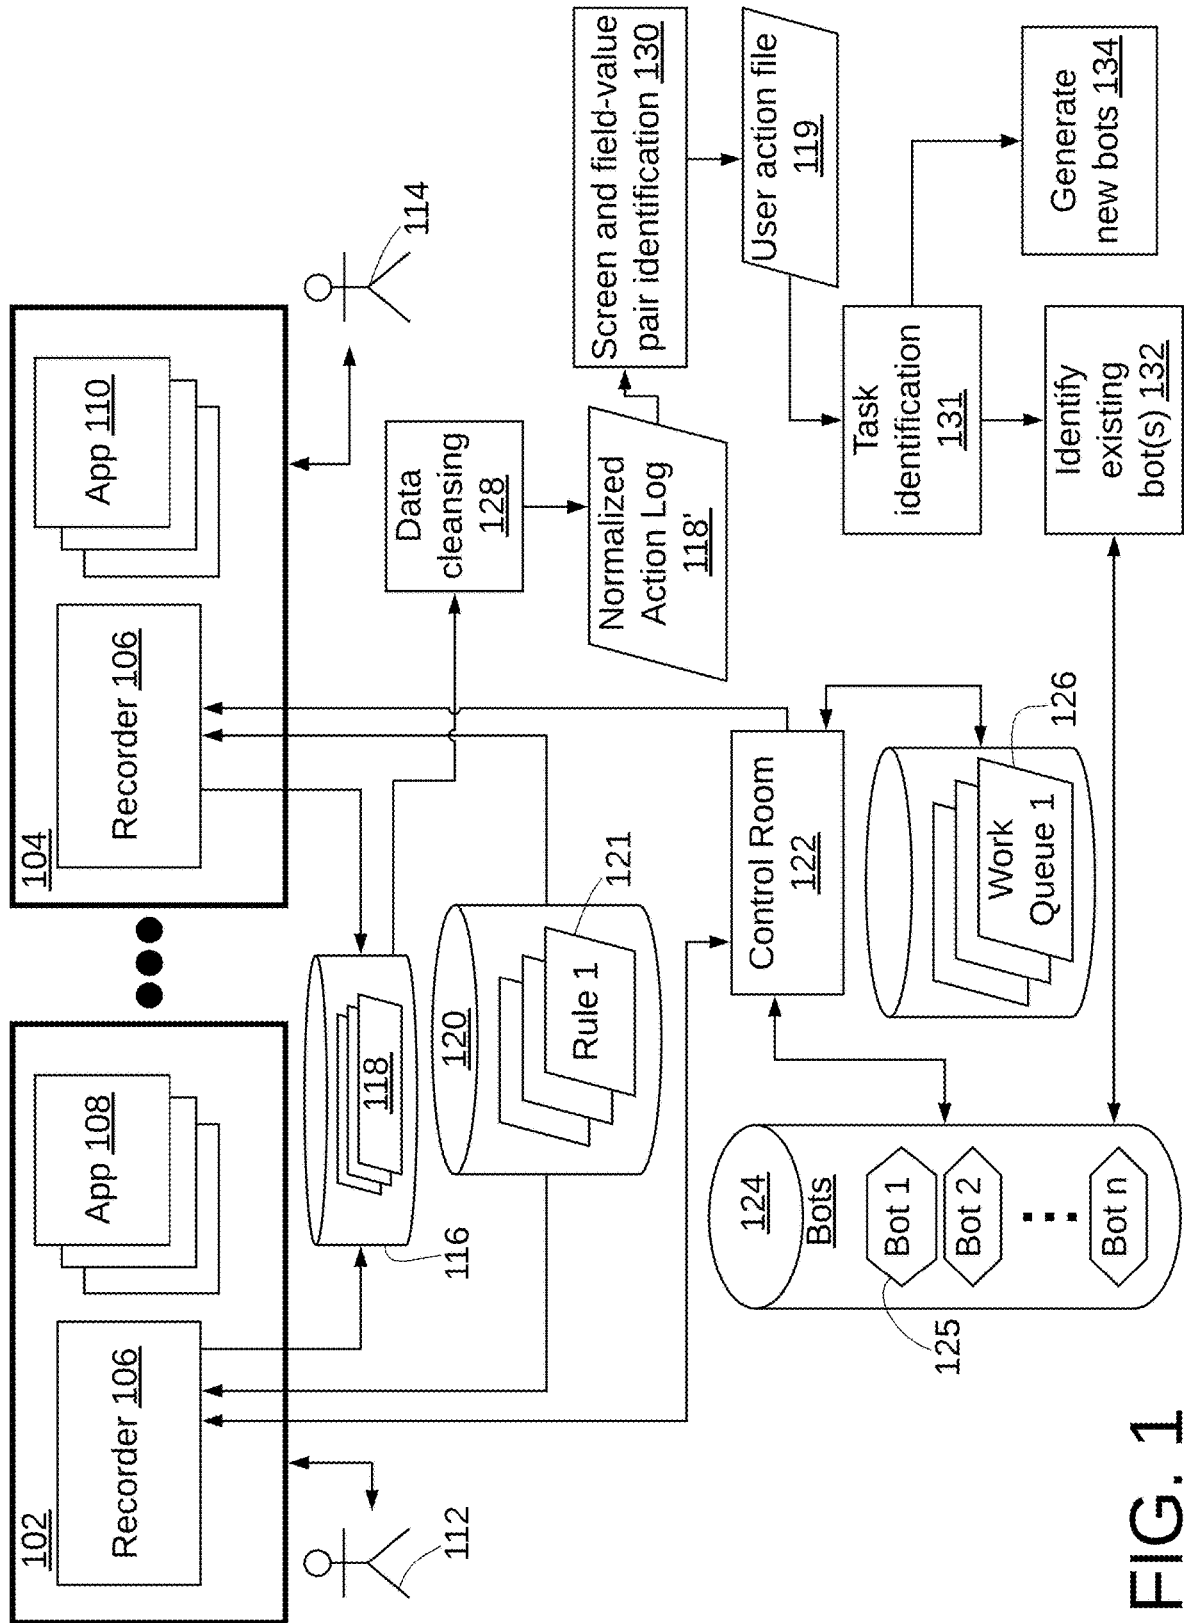 102
Recorder 106
App 108
104
Recorder 106
App 110
112
114
116
118
120
Rule 1
121
Data
cleansing
128
Normalized
Action Log
118'
Screen and field-value
pair identification 130
User action file
119
Control Room
122
Work
Queue 1
126
124
Bots
Bot 1
Bot 2
Bot n
125
Task
identification
131
Identify
existing
bot(s) 132
Generate
new bots 134
FIG. 1